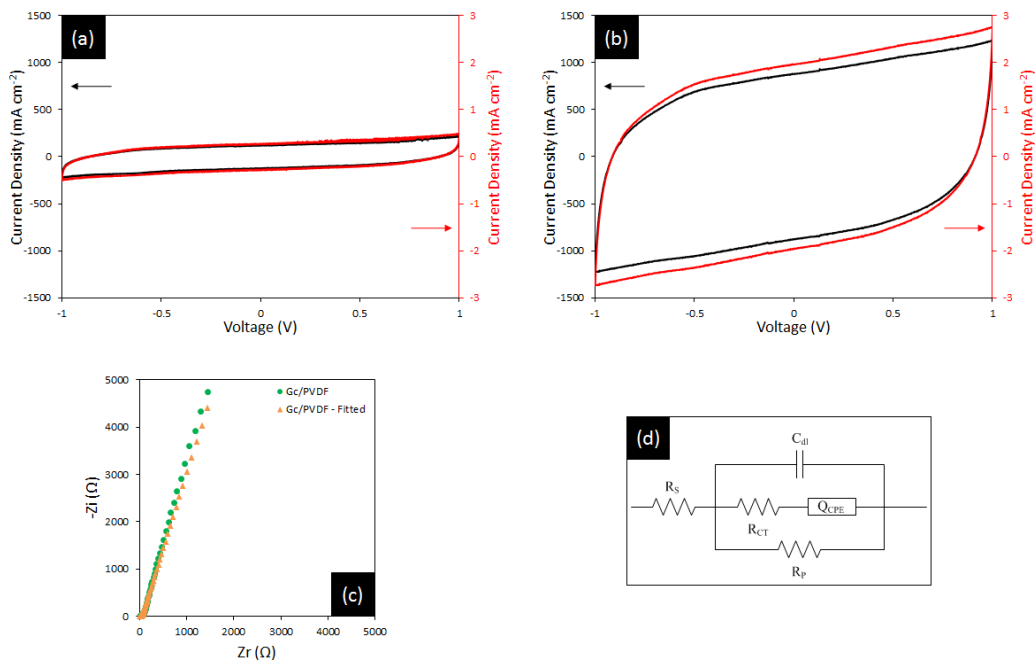 (a)
1500
1000
500
0
-500
-1000
-1500
Current Density (mA cm-2)
3
2
1
0
-1
-2
-3
Current Density (mA cm-2)
-1
-0.5
0
0.5
1
Voltage (V)
(b)
1500
1000
500
0
-500
-1000
-1500
Current Density (mA cm-2)
3
2
1
0
-1
-2
-3
Current Density (mA cm-2)
-1
-0.5
0
0.5
1
Voltage (V)
5000
4000
3000
2000
1000
0
-Zi (Ω)
Gc/PVDF
Gc/PVDF - Fitted
(c)
0
1000
2000
3000
4000
5000
Zr (Ω)
(d)
Cdl
RS
RCT
QCPE
RP